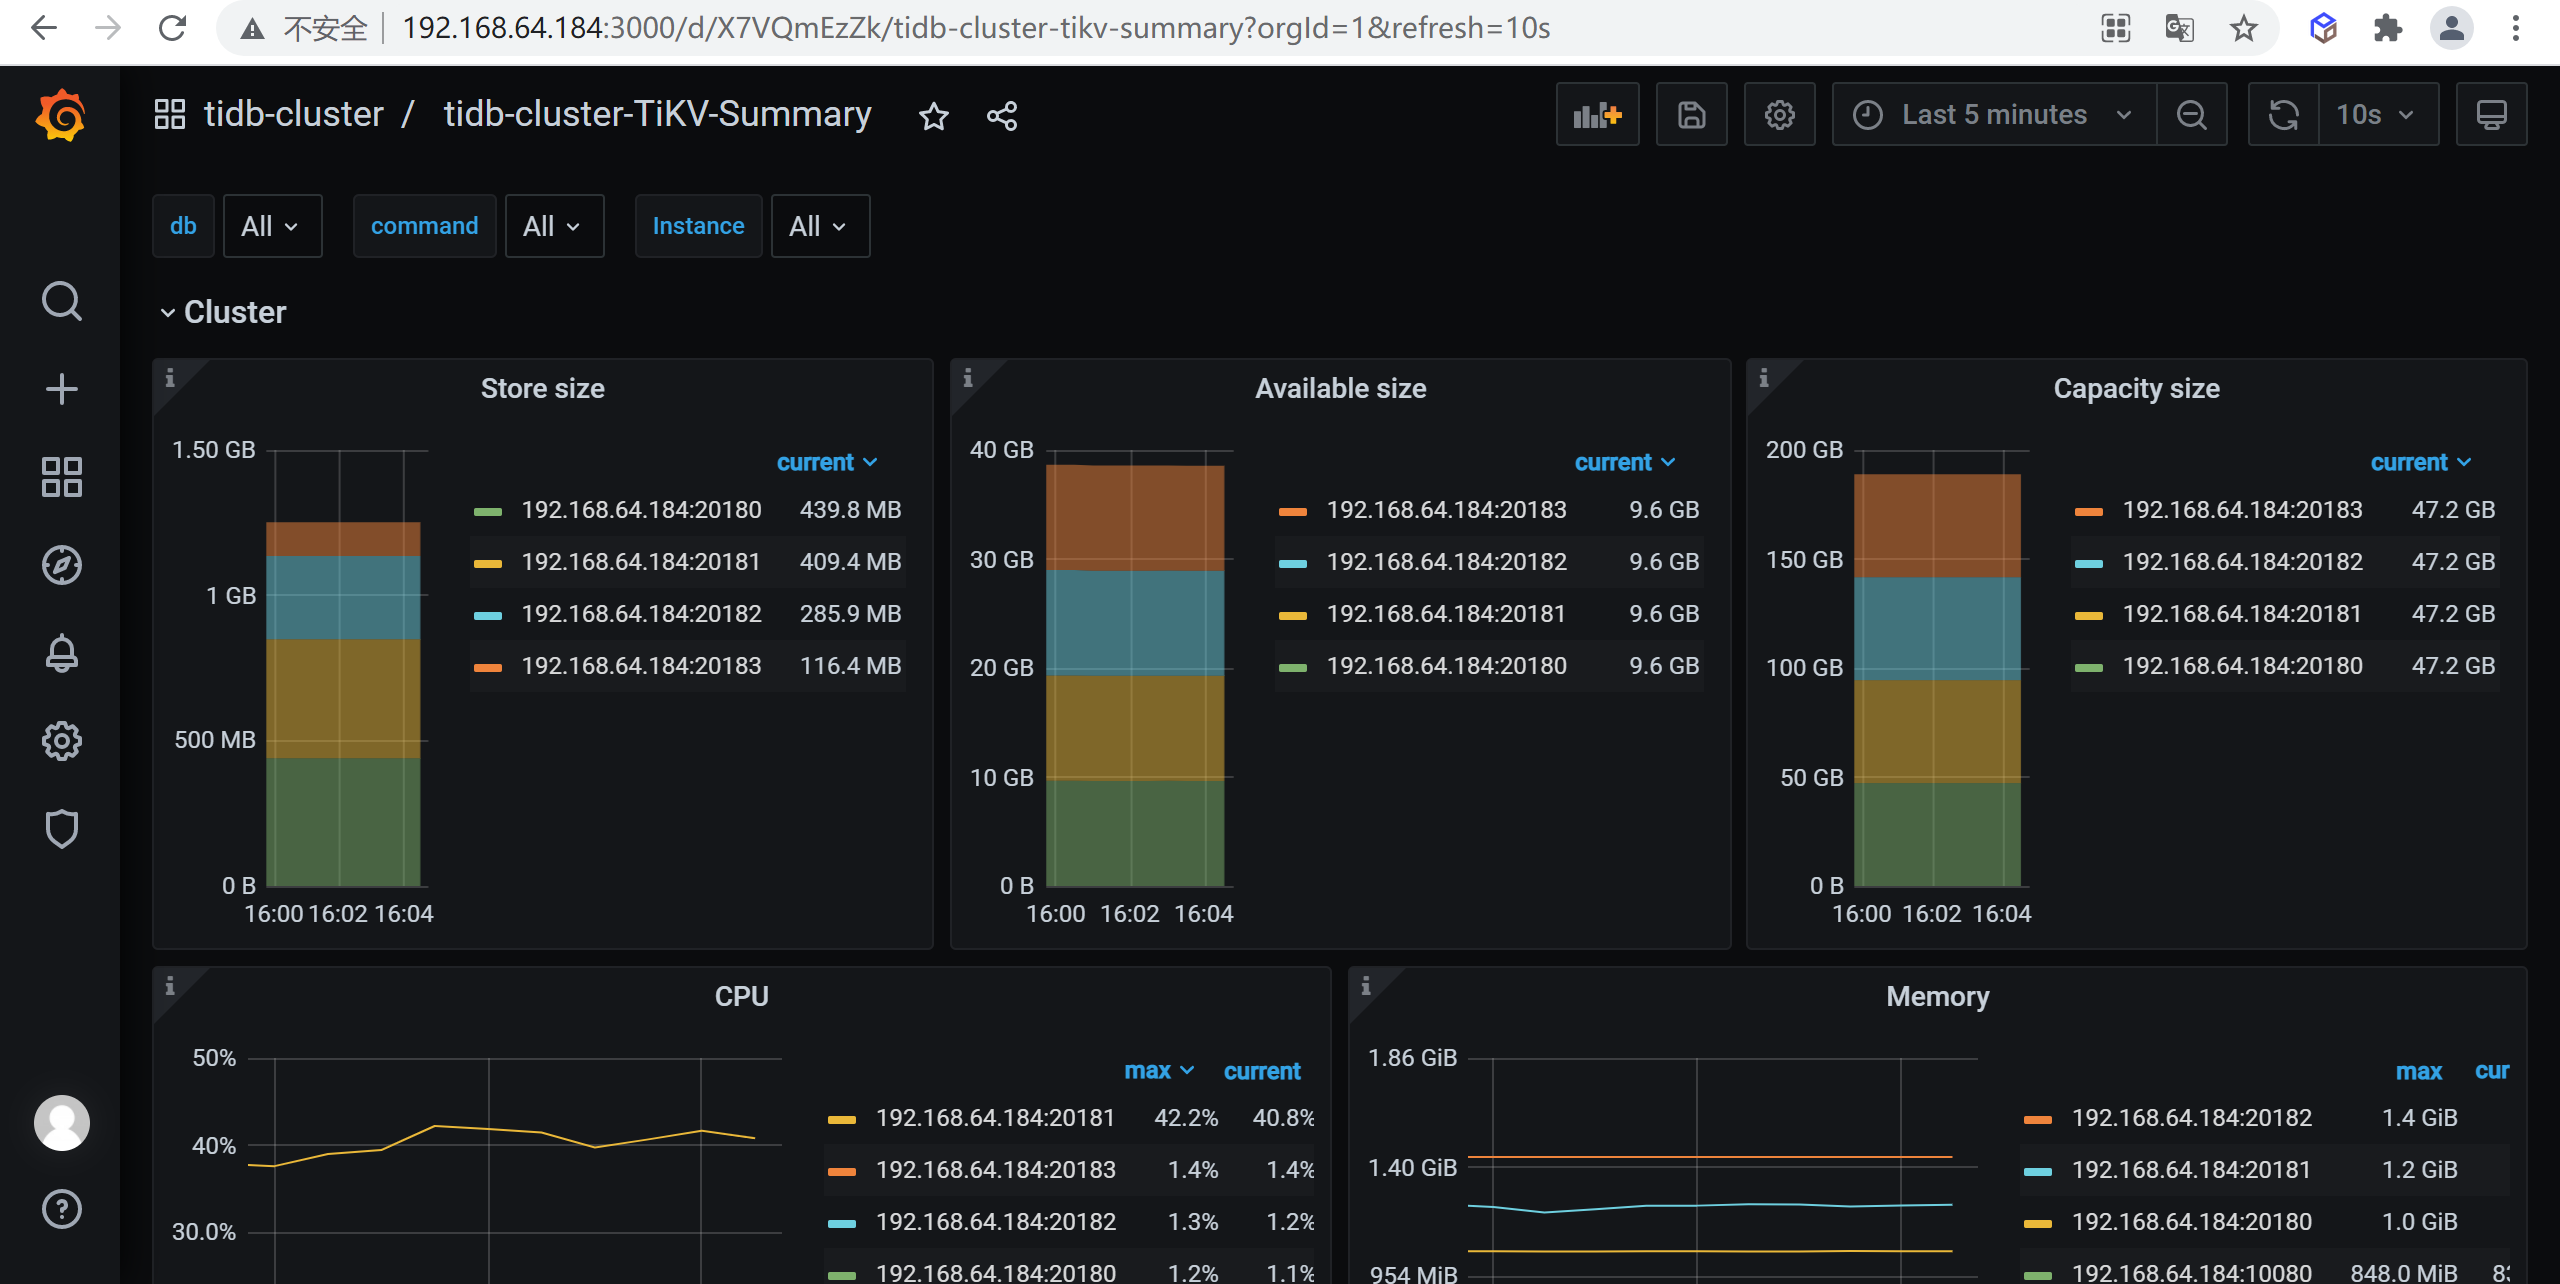 不安全 192.168.64.184:3000/d/X7VQmEzZk/tidb-cluster-tikv-summary?orgId=1&refresh=10s
tidb-cluster / tidb-cluster-TiKV-Summary
Last 5 minutes
10s
db All command All Instance All
Cluster
Store size
1.50 GB
1 GB
500 MB
0 B
16:00 16:02 16:04
current
192.168.64.184:20180 439.8 MB
192.168.64.184:20181 409.4 MB
192.168.64.184:20182 285.9 MB
192.168.64.184:20183 116.4 MB
Available size
40 GB
30 GB
20 GB
10 GB
0 B
16:00 16:02 16:04
current
192.168.64.184:20183 9.6 GB
192.168.64.184:20182 9.6 GB
192.168.64.184:20181 9.6 GB
192.168.64.184:20180 9.6 GB
Capacity size
200 GB
150 GB
100 GB
50 GB
0 B
16:00 16:02 16:04
current
192.168.64.184:20183 47.2 GB
192.168.64.184:20182 47.2 GB
192.168.64.184:20181 47.2 GB
192.168.64.184:20180 47.2 GB
CPU
50%
40%
30.0%
max current
192.168.64.184:20181 42.2% 40.8%
192.168.64.184:20183 1.4% 1.4%
192.168.64.184:20182 1.3% 1.2%
192.168.64.184:20180 1.2% 1.1%
Memory
1.86 GiB
1.40 GiB
954 MiB
max cur
192.168.64.184:20182 1.4 GiB
192.168.64.184:20181 1.2 GiB
192.168.64.184:20180 1.0 GiB
192.168.64.184:10080 848.0 MiB